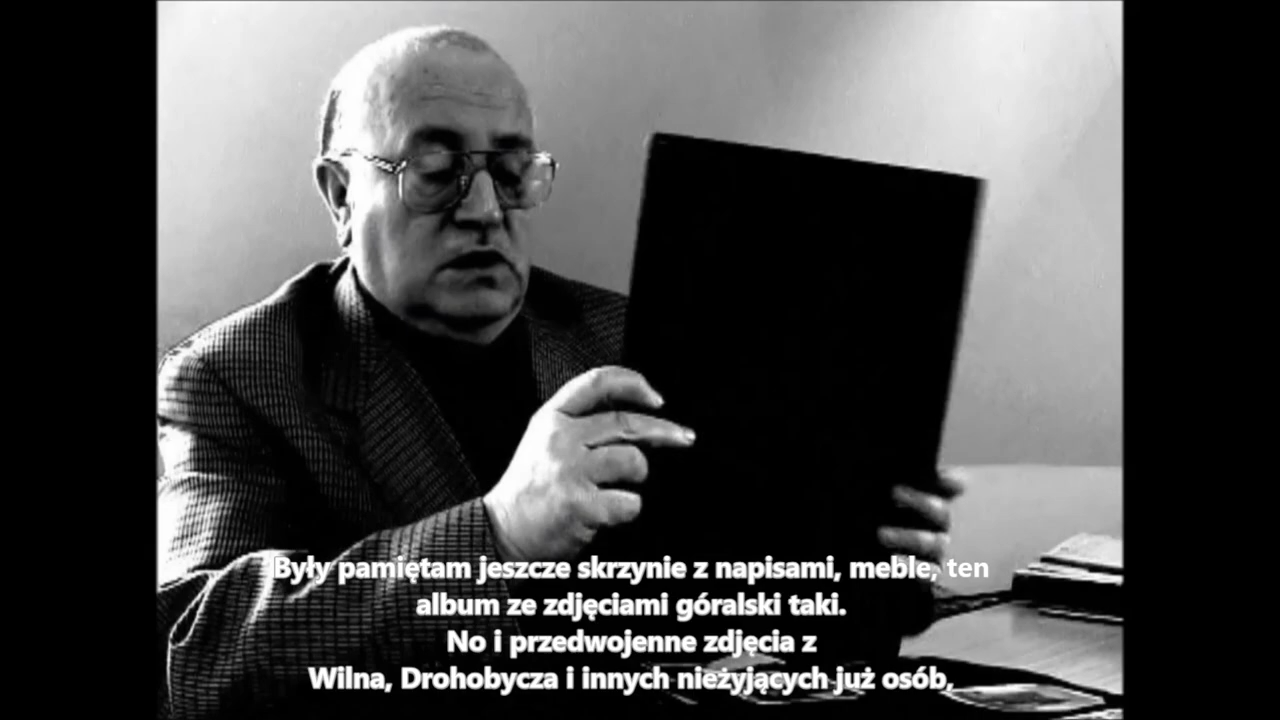 Były pamiętam jeszcze skrzynie z napisami, meble, ten
album ze zdjęciami góralski taki.
No i przedwojenne zdjęcia z
Wilna, Drohobycza i innych nieżyjących już osób,